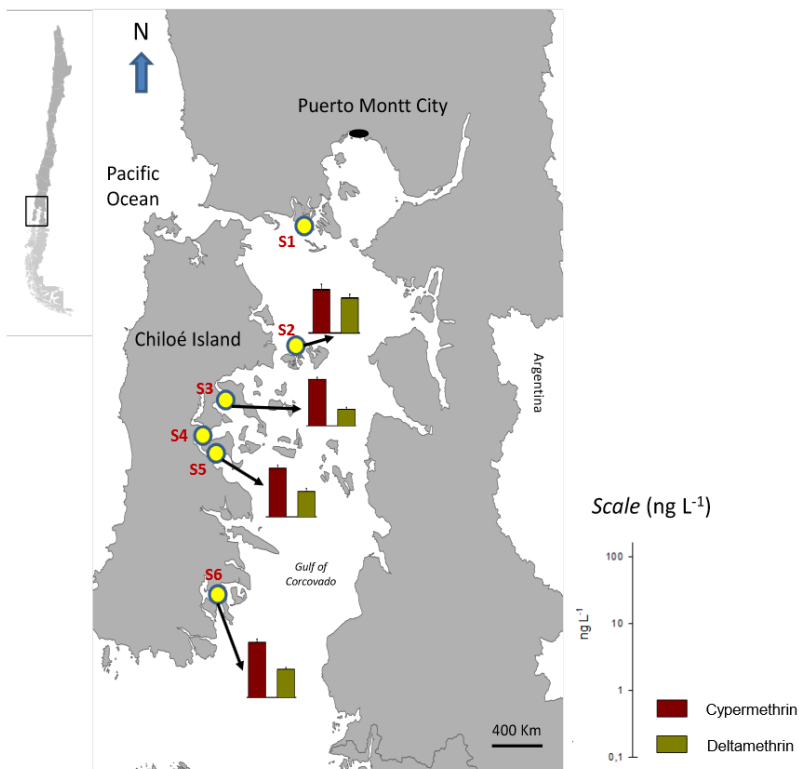 N
Puerto Montt City
Pacific
Ocean
S1
S2
Chiloé Island
Argentina
S3
S4
S5
Scale (ng L-1)
Gulf of
Corcovado
S6
100
10
1
0,1
ng L-1
Cypermethrin
Deltamethrin
400 Km